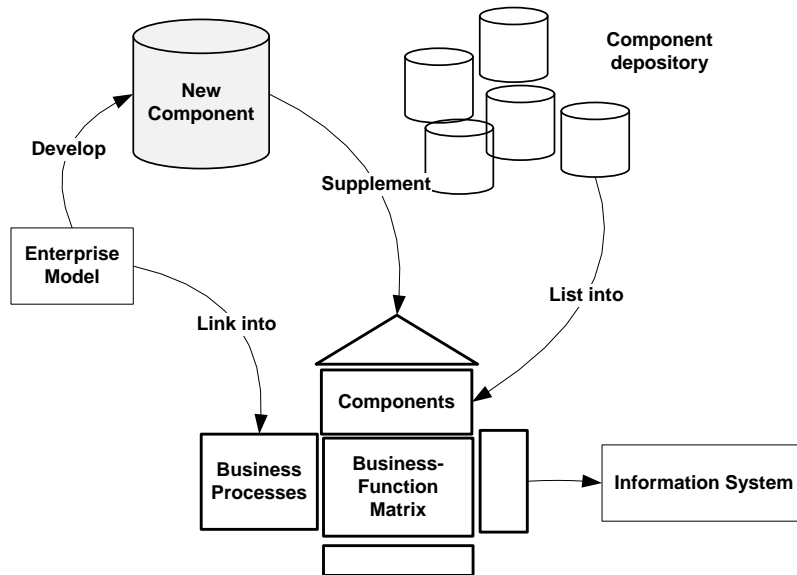 New
Component
Component
depository
Develop
Supplement
Enterprise
Model
List into
Link into
Components
Business
Processes
Business-
Function
Matrix
Information System